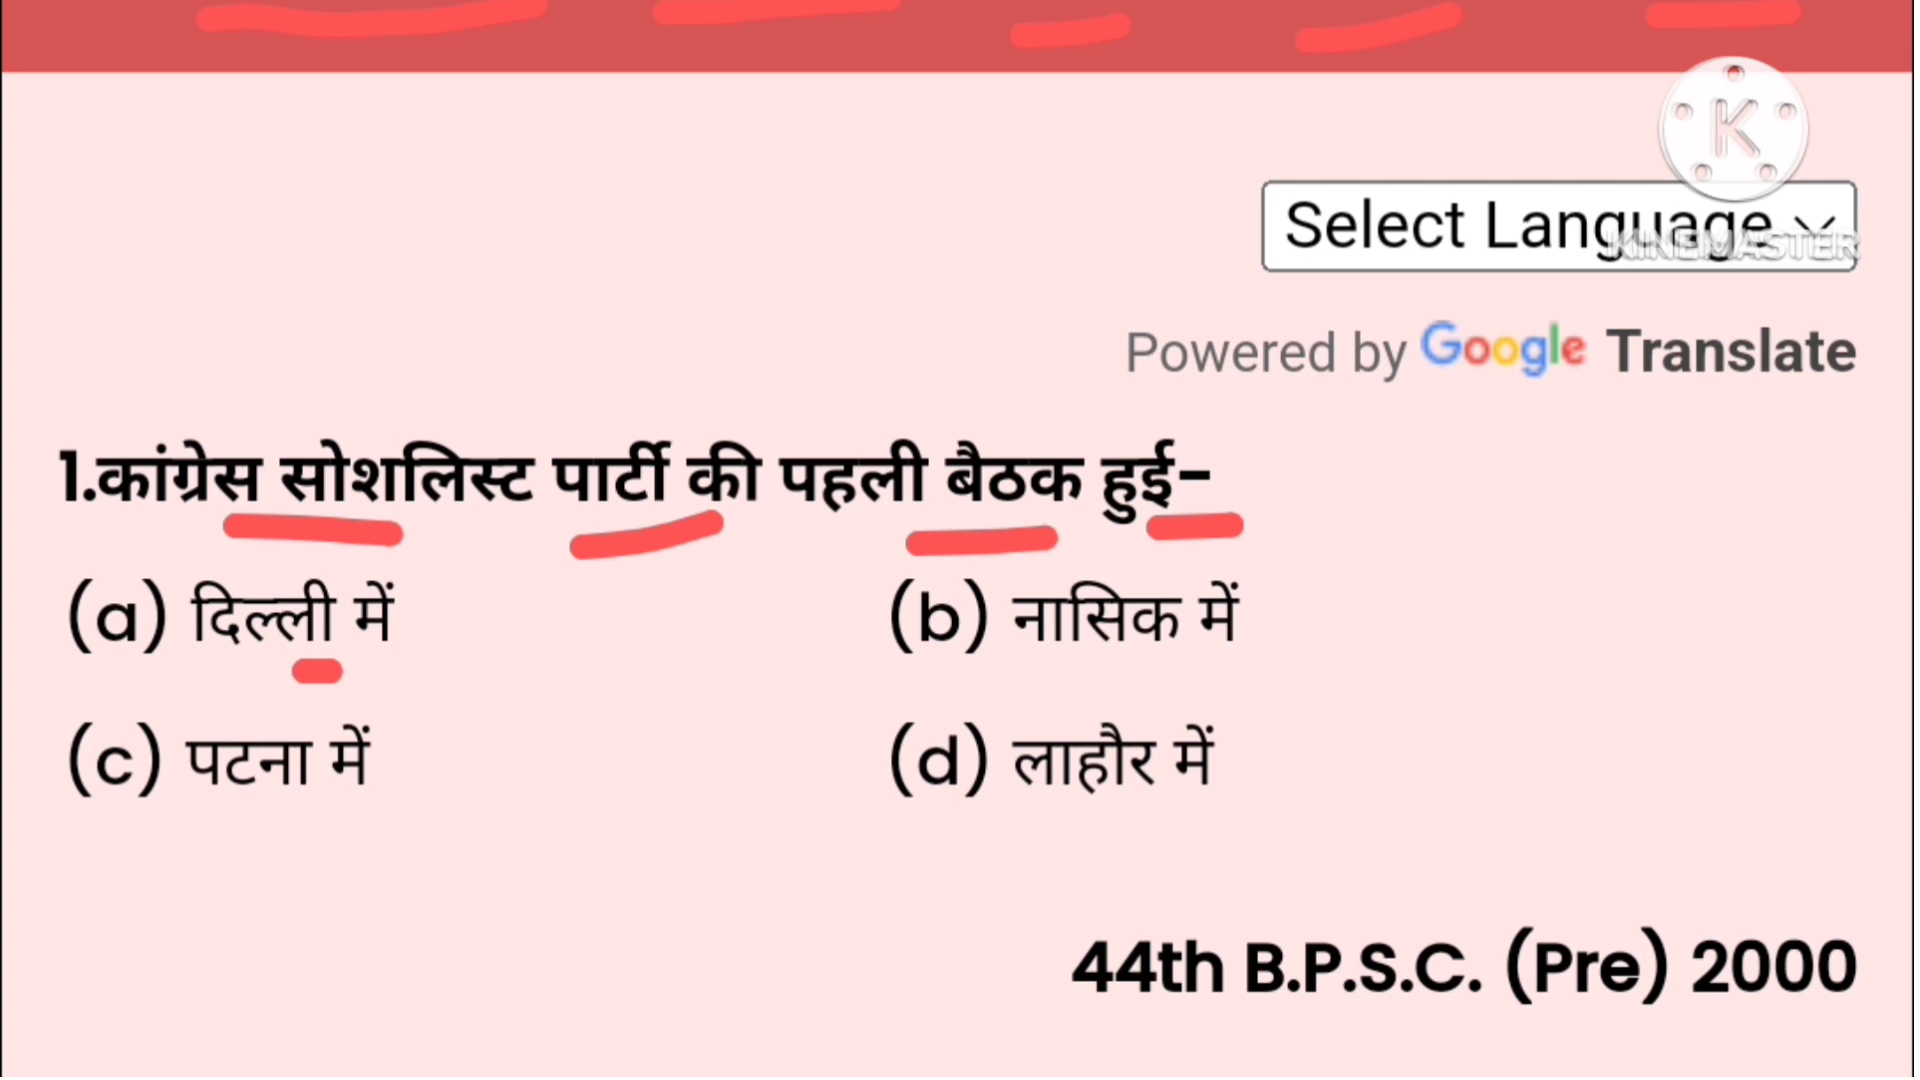 Select Language
KINEMASTER
Powered by Google Translate
1.कांग्रेस सोशलिस्ट पार्टी की पहली बैठक हुई-
(a) दिल्ली में (b) नासिक में
(c) पटना में (d) लाहौर में
44th B.P.S.C. (Pre) 2000